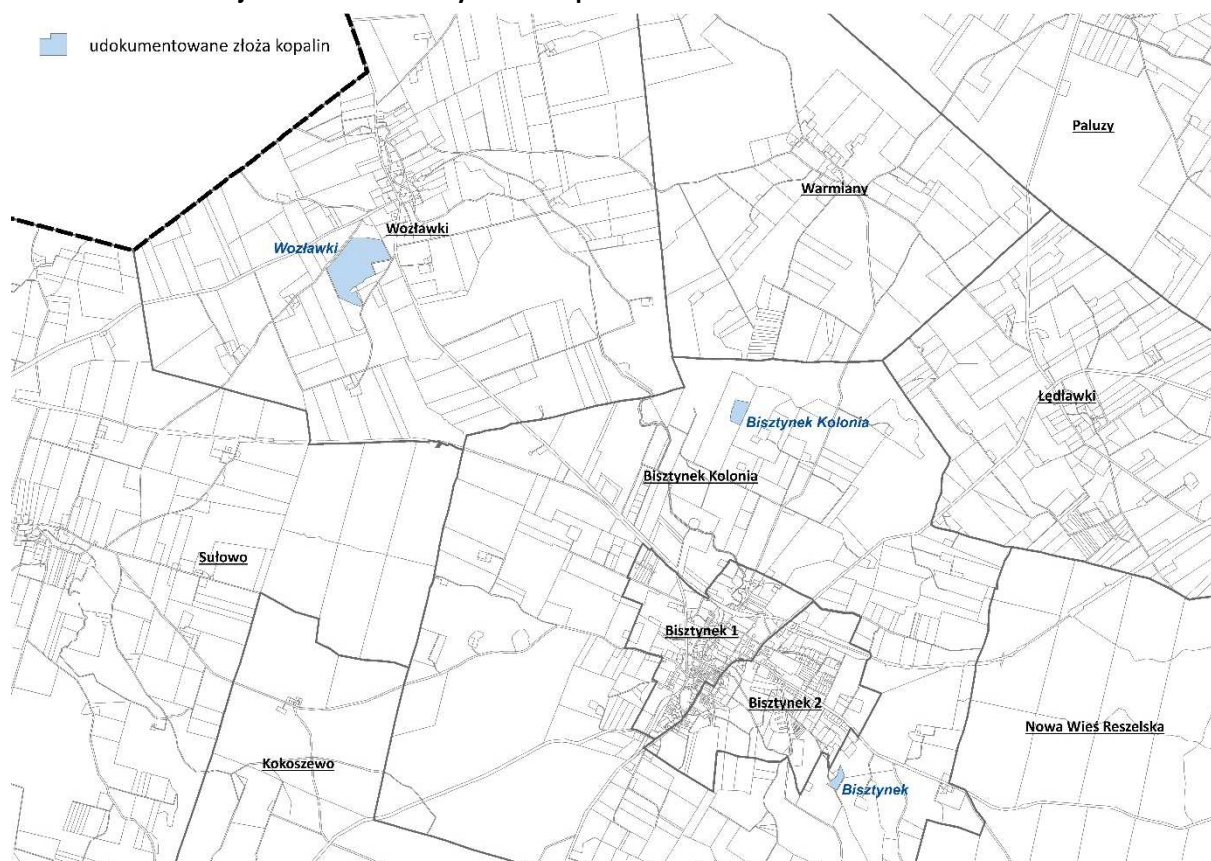 udokumentowane złoża kopalin
Paluzy
Warmiany
Wozławki
Wozławki
Łędławki
Bisztynek Kolonia
Bisztynek Kolonia
Sułowo
Bisztynek 1
Bisztynek 2
Nowa Wieś Reszelska
Kokoszewo
Bisztynek